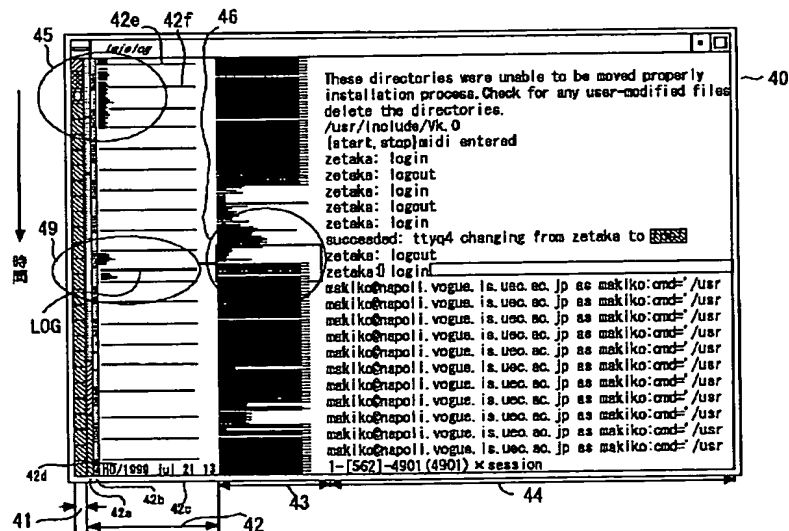 46
42e
42f
45
tajolog
40
These directories were unable to be moved properly
installation process. Check for any user-modified files
delete the directories.
/usr/include/Vk.O
[start,stop]midi entered
zetaka: login
zetaka: logout
zetaka: login
zetaka: logout
zetaka: login
succeeded: ttyq4 changing from zetaka to
zetaka: logout
zetaka: login
makiko@napoli.vogue.is.uec.ac.jp as makiko:cmd='/usr
makiko@napoli.vogue.is.uec.ac.jp as makiko:cmd='/usr
makiko@napoli.vogue.is.uec.ac.jp as makiko:cmd='/usr
makiko@napoli.vogue.is.uec.ac.jp as makiko:cmd='/usr
makiko@napoli.vogue.is.uec.ac.jp as makiko:cmd='/usr
makiko@napoli.vogue.is.uec.ac.jp as makiko:cmd='/usr
makiko@napoli.vogue.is.uec.ac.jp as makiko:cmd='/usr
makiko@napoli.vogue.is.uec.ac.jp as makiko:cmd='/usr
makiko@napoli.vogue.is.uec.ac.jp as makiko:cmd='/usr
makiko@napoli.vogue.is.uec.ac.jp as makiko:cmd='/usr
1-[562]-4901(4901) × session
時間
49
LOG
/1999 jul 21 13
42d
42b
42a
42c
41
42
43
44